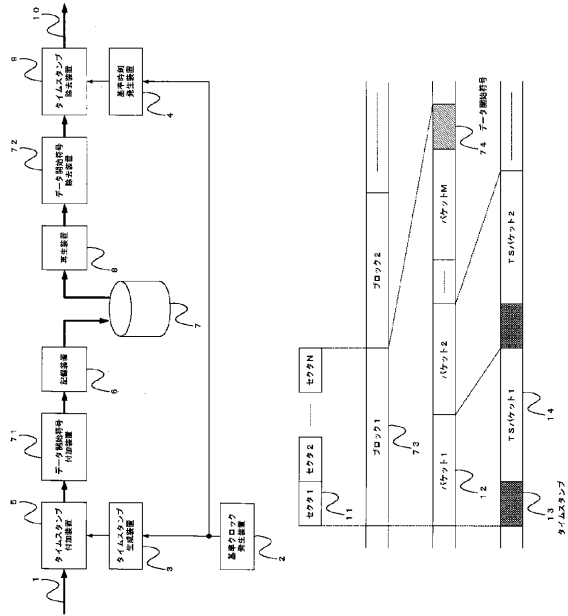 1
5
タイムスタンプ
付加装置
71
データ開始符号
付加装置
6
記録装置
7
8
再生装置
72
データ開始符号
除去装置
9
タイムスタンプ
除去装置
10
3
タイムスタンプ
生成装置
2
基準クロック
発生装置
4
基準時刻
発生装置
セクタ1
セクタ2
セクタN
11
ブロック1
ブロック2
73
パケット1
パケット2
パケットM
12
74
データ開始符号
TSパケット1
TSパケット2
13
タイムスタンプ
14